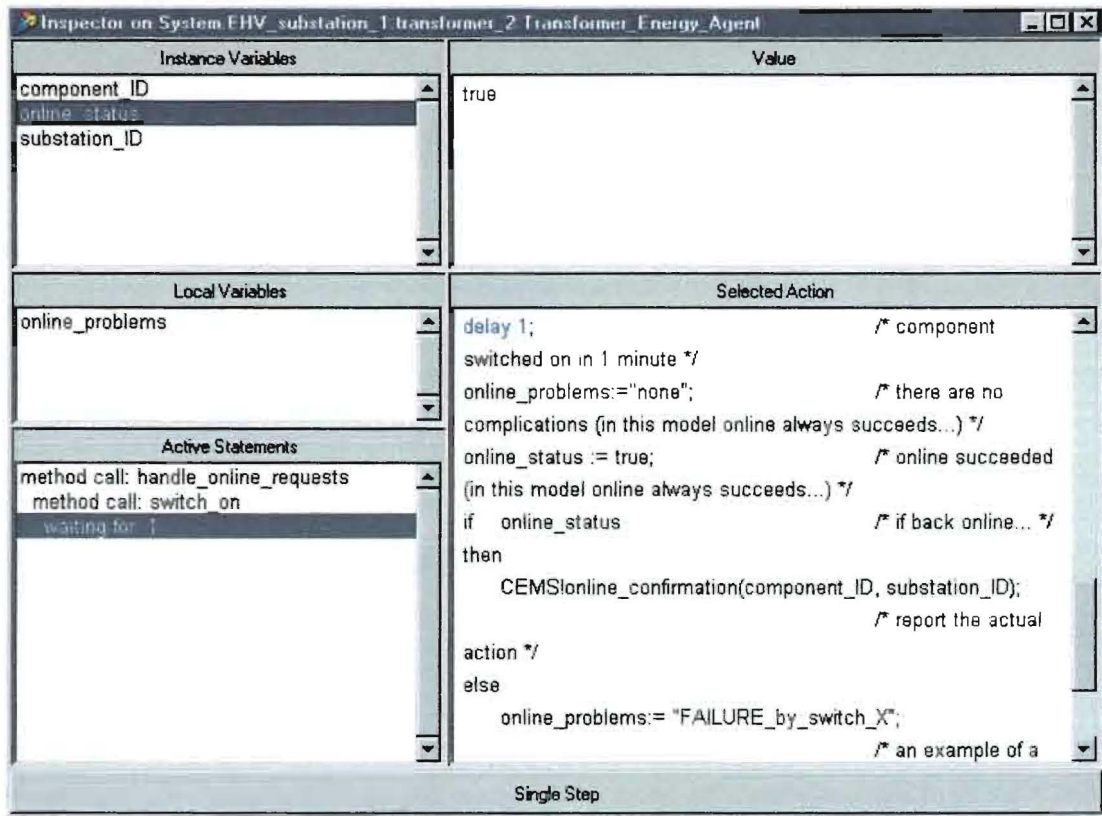 Inspector on System EHV_substation_1 transformer_2 Transformer_Energy_Agent
Instance Variables
component_ID
online_status
substation_ID
Value
true
Local Variables
online_problems
Active Statements
method call: handle_online_requests
method call: switch_on
waiting for 1
Selected Action
delay 1; /* component
switched on in 1 minute */
online_problems:="none"; /* there are no
complications (in this model online always succeeds...) */
online_status := true; /* online succeeded
(in this model online always succeeds...) */
if online_status /* if back online... */
then
CEMS!online_confirmation(component_ID, substation_ID);
/* report the actual
action */
else
online_problems:= "FAILURE_by_switch_X";
/* an example of a
Single Step